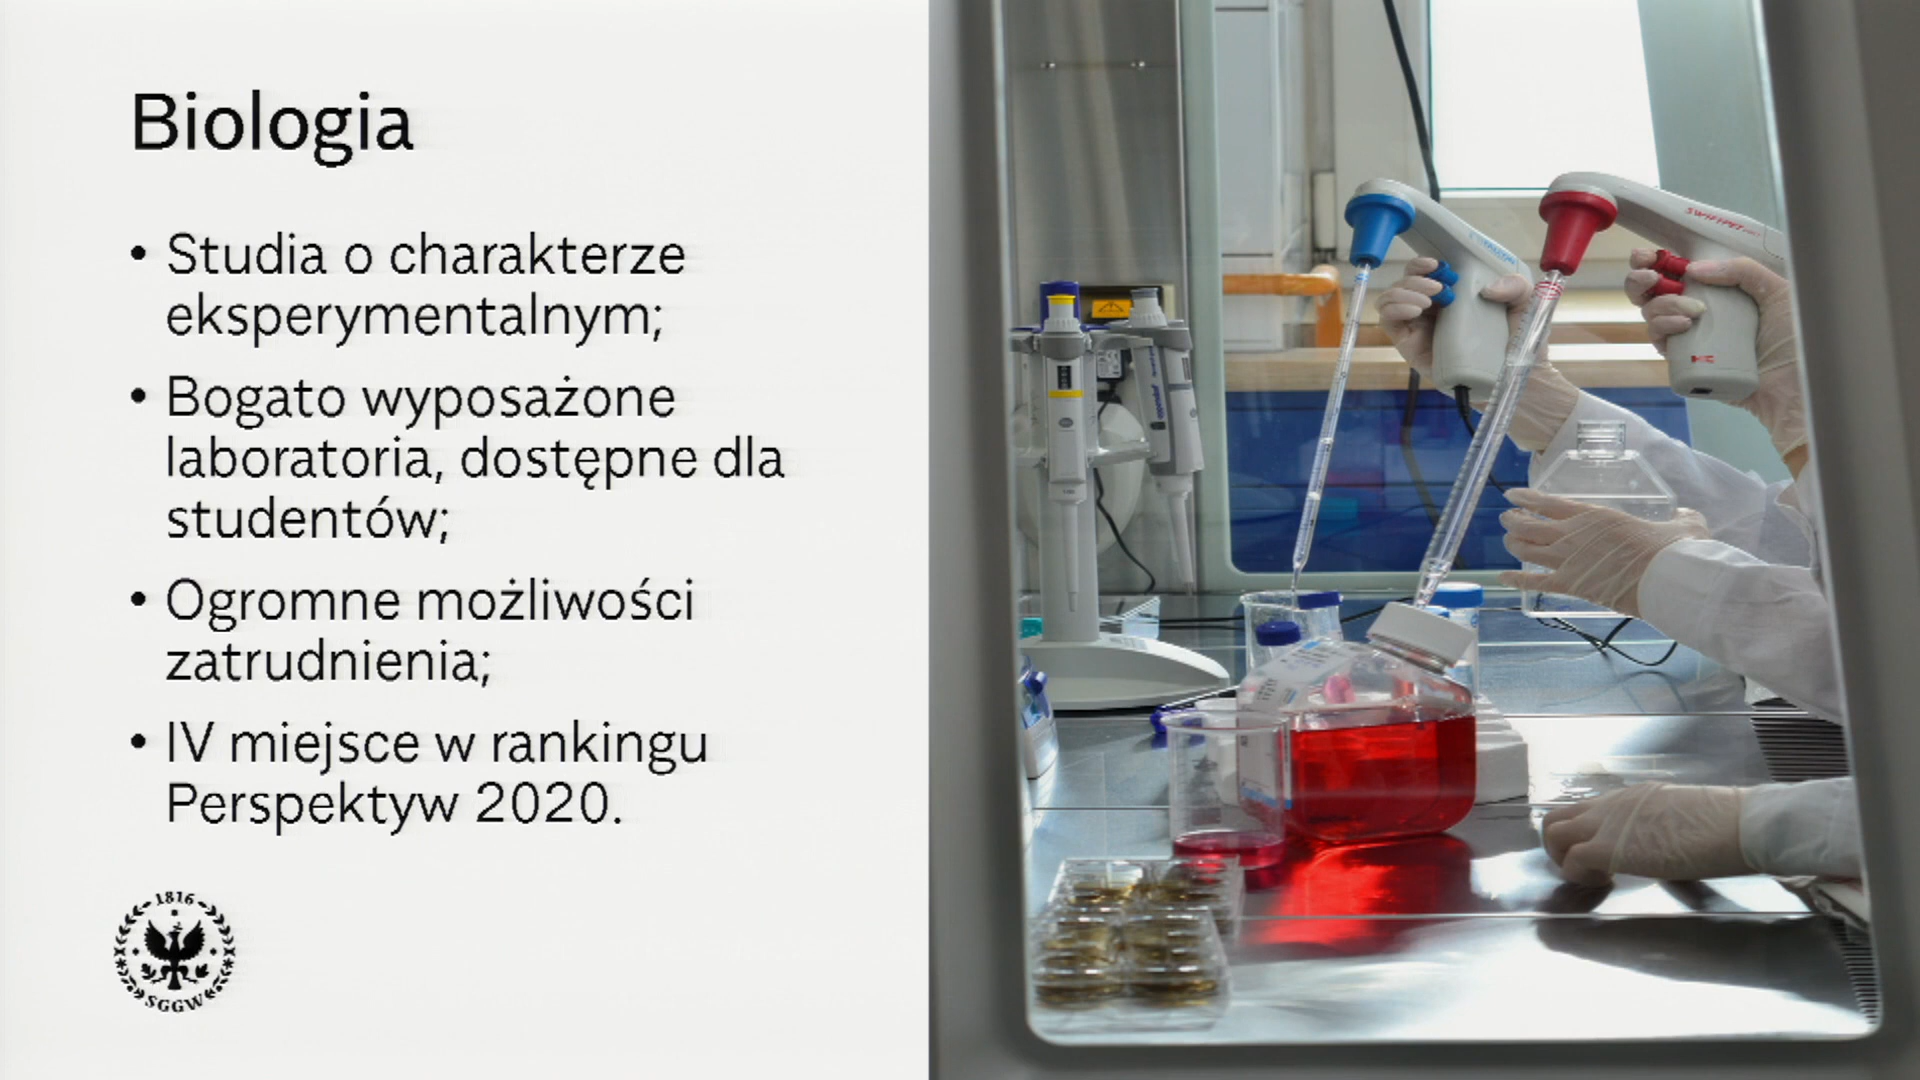 Biologia
• Studia o charakterze
eksperymentalnym;
• Bogato wyposażone
laboratoria, dostępne dla
studentów;
• Ogromne możliwości
zatrudnienia;
• IV miejsce w rankingu
Perspektyw 2020.
1816
SGGW